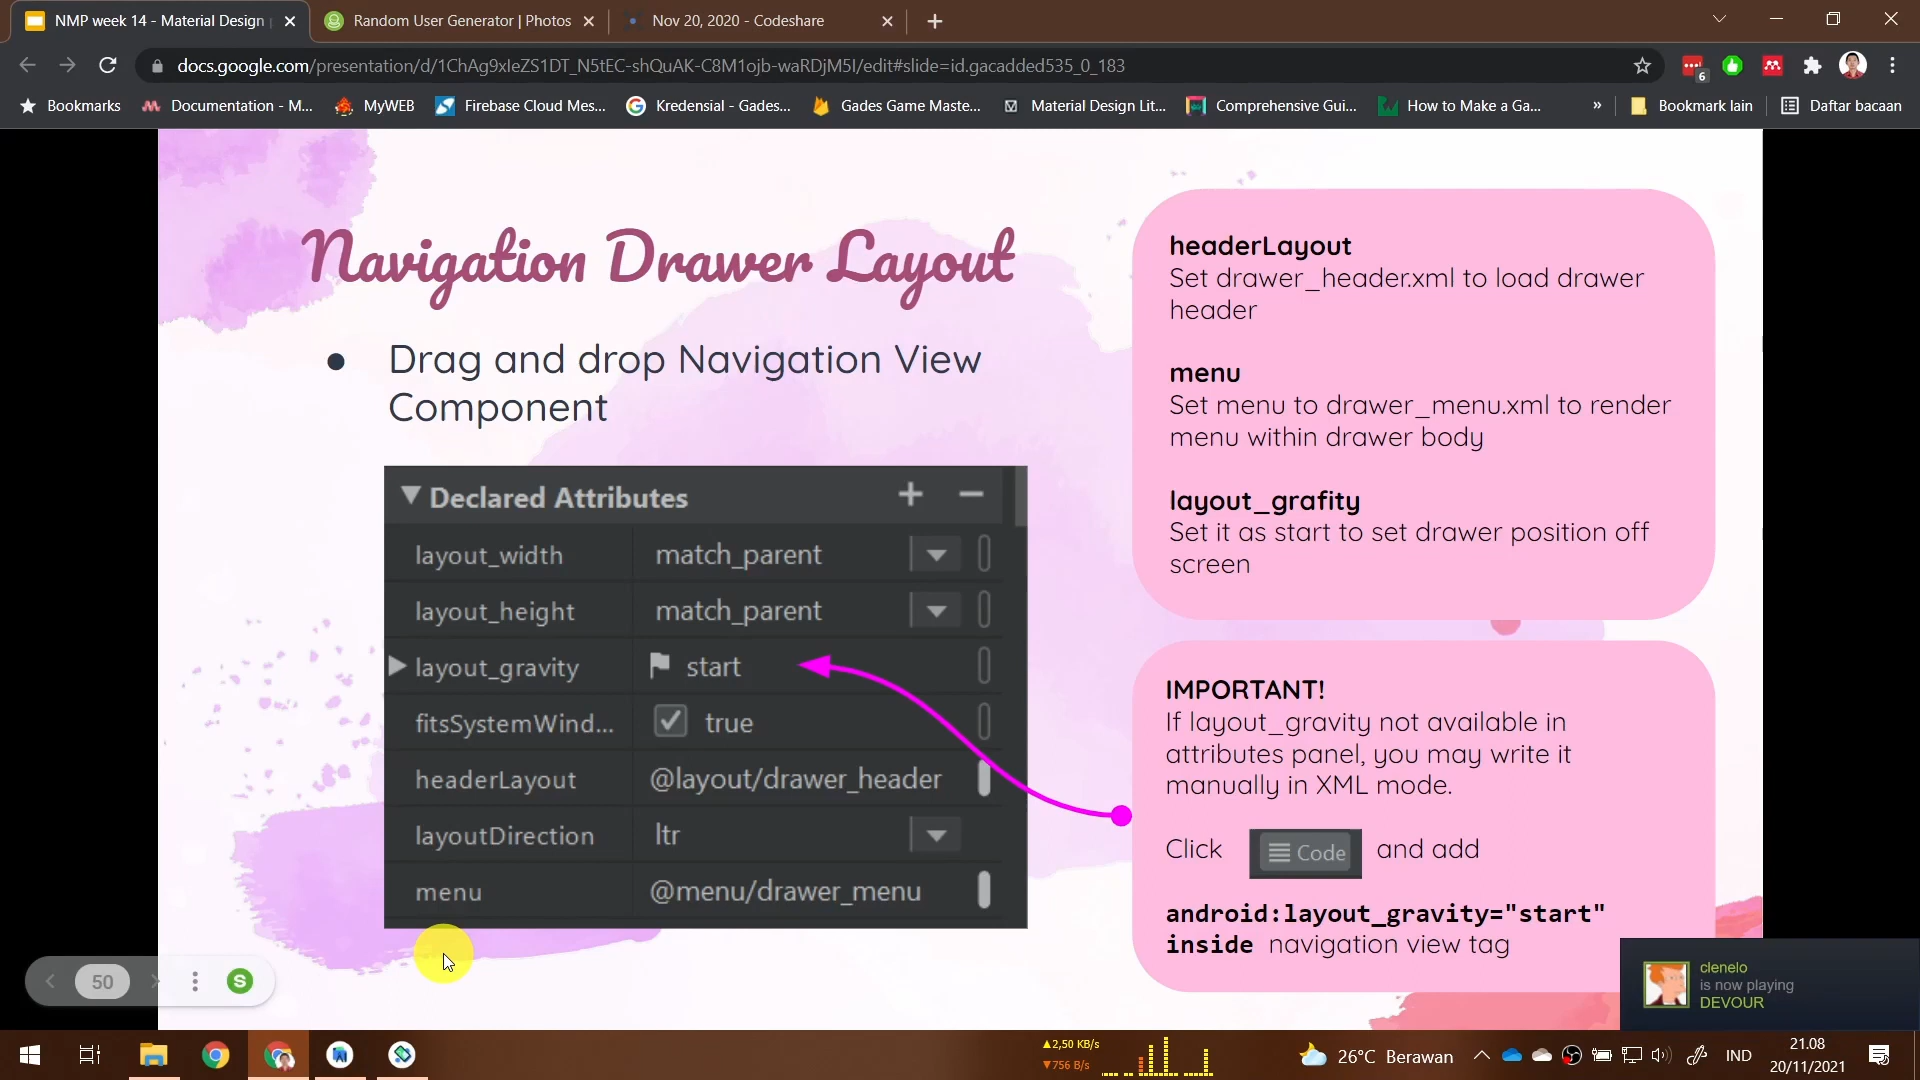 NMP week 14 - Material Design
Random User Generator | Photos
Nov 20, 2020 - Codeshare
docs.google.com/presentation/d/1ChAg9xIeZS1DT_N5tEC-shQuAK-C8M1ojb-waRDjM5I/edit#slide=id.gacadded535_0_183
6
Bookmarks
Documentation - M...
MyWEB
Firebase Cloud Mes...
Kredensial - Gades...
Gades Game Maste...
Material Design Lit...
Comprehensive Gui...
How to Make a Ga...
»
Bookmark lain
Daftar bacaan
Navigation Drawer Layout
● Drag and drop Navigation View
Component
Declared Attributes
layout_width match_parent
layout_height match_parent
layout_gravity start
fitsSystemWind... true
headerLayout @layout/drawer_header
layoutDirection ltr
menu @menu/drawer_menu
headerLayout
Set drawer_header.xml to load drawer
header
menu
Set menu to drawer_menu.xml to render
menu within drawer body
layout_grafity
Set it as start to set drawer position off
screen
IMPORTANT!
If layout_gravity not available in
attributes panel, you may write it
manually in XML mode.
Click Code and add
android:layout_gravity="start"
inside navigation view tag
50
S
clenelo
is now playing
DEVOUR
▲2,50 KB/s
▼756 B/s
26°C Berawan
IND
21.08
20/11/2021